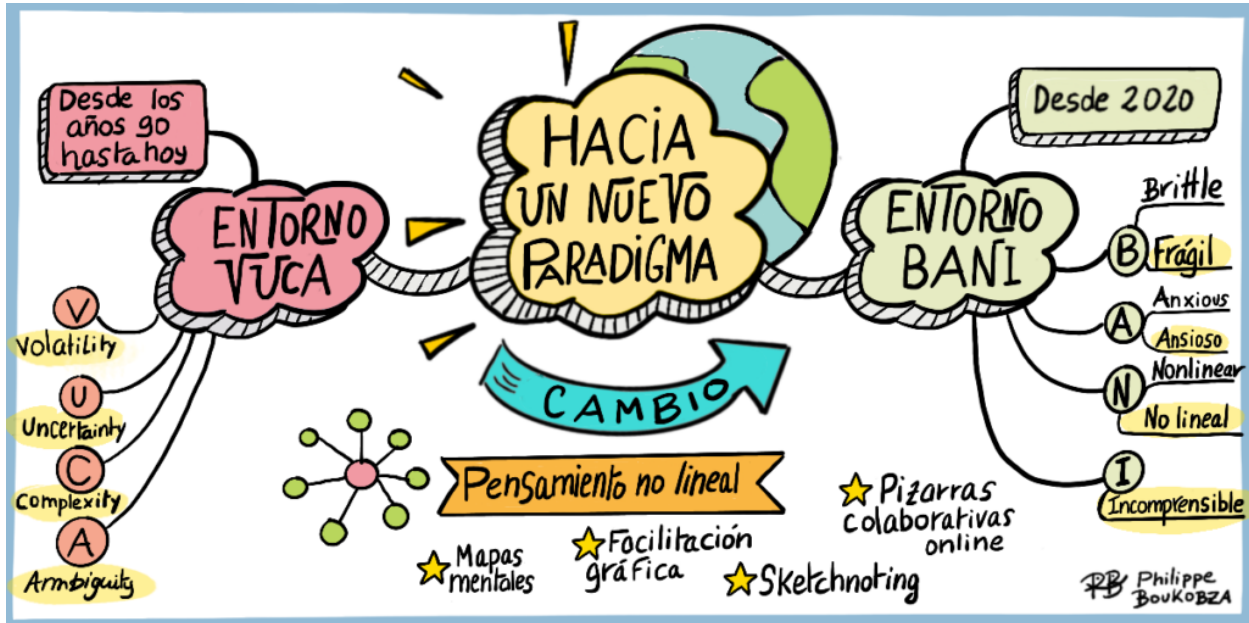 Desde los
años 90
hasta hoy
ENTORNO
VUCA
V
Volatility
U
Uncertainty
C
Complexity
A
Ambiguity
HACIA
UN NUEVO
PARADIGMA
CAMBIO
Pensamiento no lineal
Mapas
mentales
Facilitación
gráfica
Sketchnoting
Pizarras
colaborativas
online
Desde 2020
ENTORNO
BANI
Brittle
B
Frágil
Anxious
A
Ansioso
Nonlinear
N
No lineal
I
Incomprensible
PB Philippe
BoukoBZA